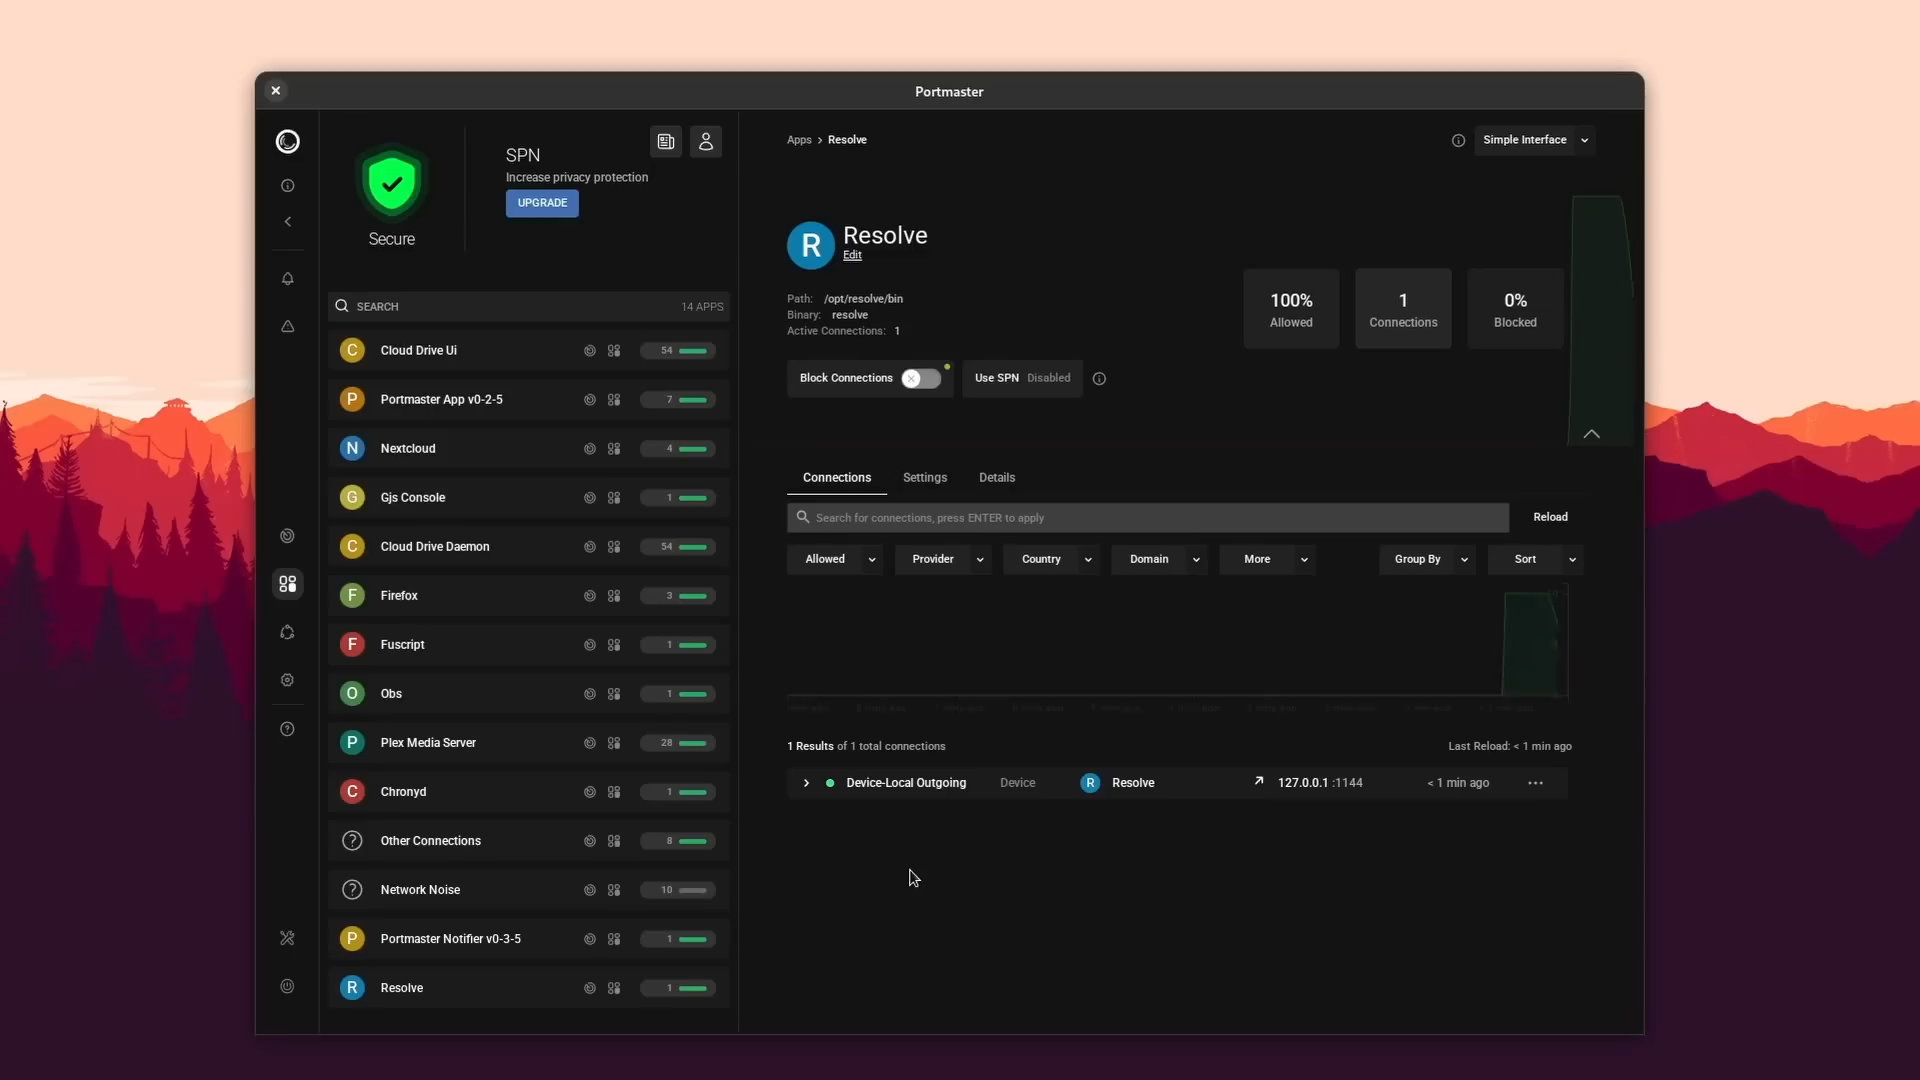 Portmaster
SPN
Increase privacy protection
UPGRADE
Secure
SEARCH 14 APPS
C Cloud Drive Ui 54
P Portmaster App v0-2-5 7
N Nextcloud 4
G Gjs Console 1
C Cloud Drive Daemon 54
F Firefox 3
F Fuscript 1
O Obs 1
P Plex Media Server 28
C Chronyd 1
? Other Connections 8
? Network Noise 10
P Portmaster Notifier v0-3-5 1
R Resolve 1
Apps > Resolve
Simple Interface
R Resolve
Edit
Path: /opt/resolve/bin
Binary: resolve
Active Connections: 1
100% Allowed
1 Connections
0% Blocked
Block Connections
Use SPN Disabled
Connections Settings Details
Search for connections, press ENTER to apply
Reload
Allowed Provider Country Domain More Group By Sort
1 Results of 1 total connections
Last Reload: < 1 min ago
Device-Local Outgoing Device R Resolve 127.0.0.1 :1144 < 1 min ago